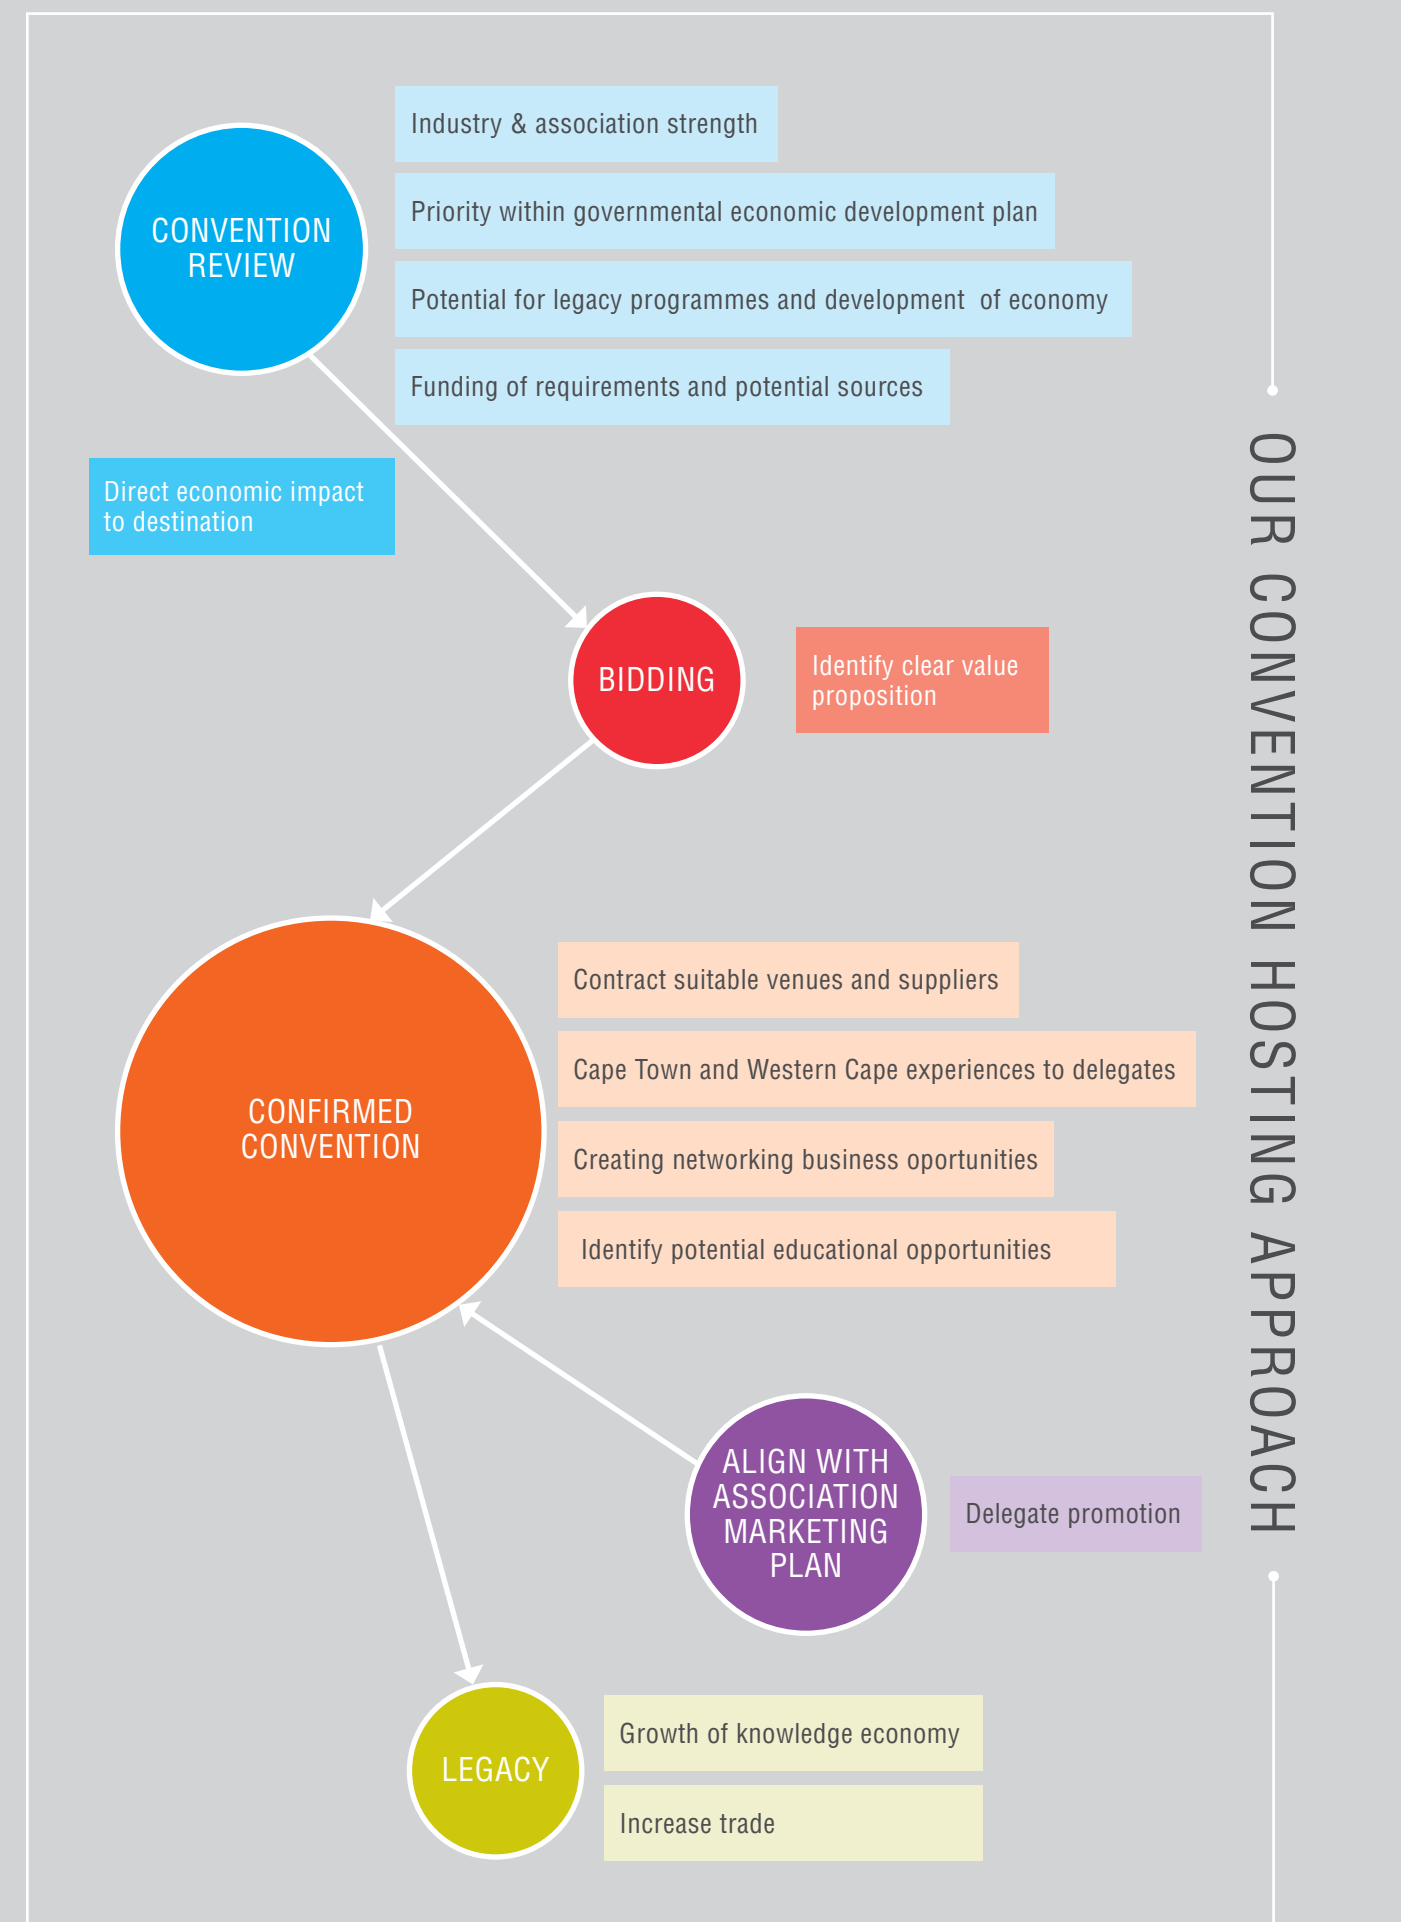 CONVENTION
REVIEW
Industry & association strength
Priority within governmental economic development plan
Potential for legacy programmes and development of economy
Funding of requirements and potential sources
Direct economic impact
to destination
BIDDING
Identify clear value
proposition
CONFIRMED
CONVENTION
Contract suitable venues and suppliers
Cape Town and Western Cape experiences to delegates
Creating networking business oportunities
Identify potential educational opportunities
ALIGN WITH
ASSOCIATION
MARKETING
PLAN
Delegate promotion
LEGACY
Growth of knowledge economy
Increase trade
OUR CONVENTION HOSTING APPROACH